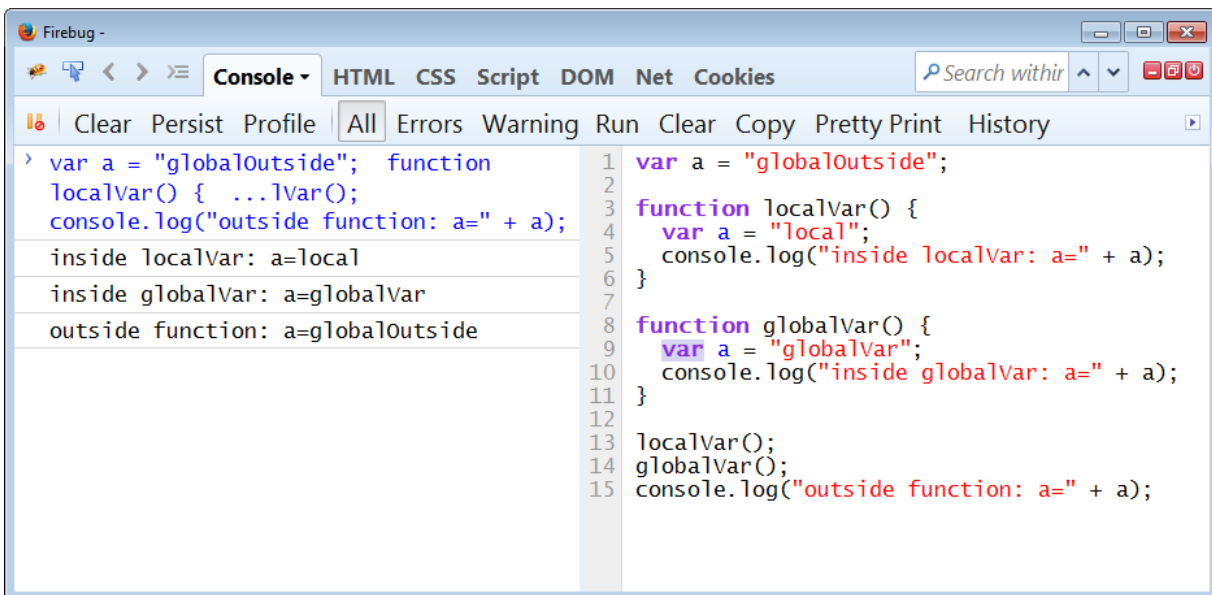 Firebug -
Console HTML CSS Script DOM Net Cookies Search withir
Clear Persist Profile All Errors Warning Run Clear Copy Pretty Print History
> var a = "globalOutside";  function
localVar() {  ...lVar();
console.log("outside function: a=" + a);
inside localVar: a=local
inside globalVar: a=globalVar
outside function: a=globalOutside
1 var a = "globalOutside";
2
3 function localVar() {
4   var a = "local";
5   console.log("inside localVar: a=" + a);
6 }
7
8 function globalVar() {
9   var a = "globalVar";
10   console.log("inside globalVar: a=" + a);
11 }
12
13 localVar();
14 globalVar();
15 console.log("outside function: a=" + a);